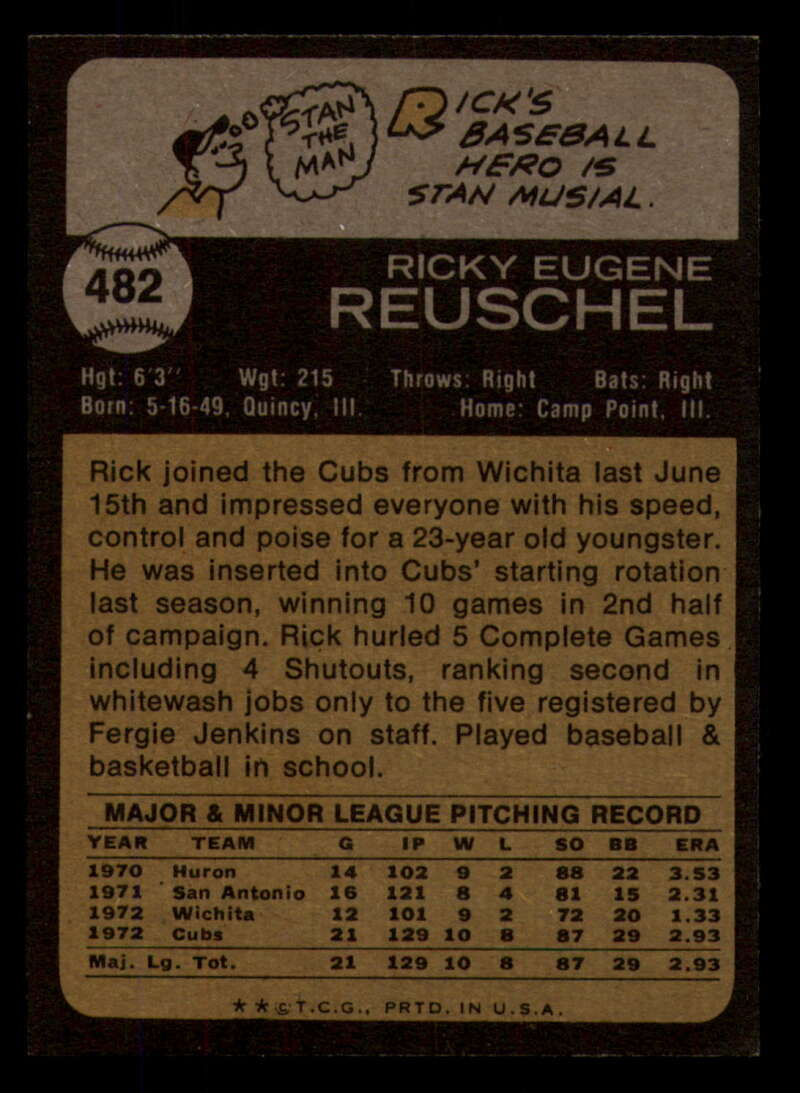 STAN
THE
MAN
RICK'S
BASEBALL
HERO IS
STAN MUSIAL.
482
RICKY EUGENE
REUSCHEL
Hgt: 6'3" Wgt: 215 Throws: Right Bats: Right
Born: 5-16-49, Quincy, Ill. Home: Camp Point, Ill.
Rick joined the Cubs from Wichita last June
15th and impressed everyone with his speed,
control and poise for a 23-year old youngster.
He was inserted into Cubs' starting rotation
last season, winning 10 games in 2nd half
of campaign. Rick hurled 5 Complete Games
including 4 Shutouts, ranking second in
whitewash jobs only to the five registered by
Fergie Jenkins on staff. Played baseball &
basketball in school.
MAJOR & MINOR LEAGUE PITCHING RECORD
YEAR TEAM G IP W L SO BB ERA
1970 Huron 14 102 9 2 88 22 3.53
1971 San Antonio 16 121 8 4 81 15 2.31
1972 Wichita 12 101 9 2 72 20 1.33
1972 Cubs 21 129 10 8 87 29 2.93
Maj. Lg. Tot. 21 129 10 8 87 29 2.93
★★©T.C.G., PRTD. IN U.S.A.